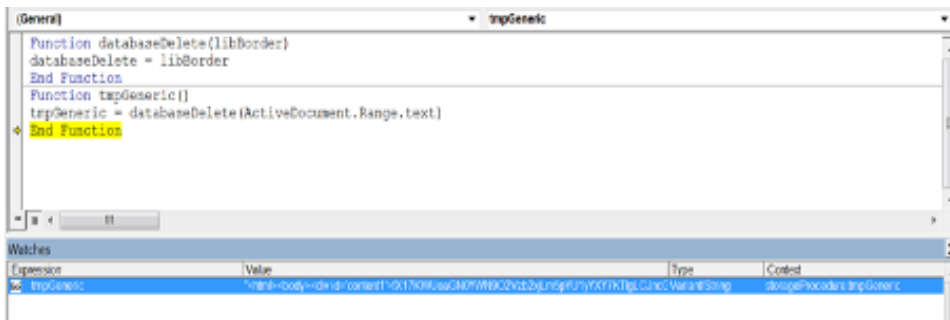 (General)
tmpGeneric
Function databaseDelete(libBorder)
databaseDelete = libBorder
End Function
Function tmpGeneric()
tmpGeneric = databaseDelete(ActiveDocument.Range.text)
End Function
Watches
Expression Value Type Context
tmpGeneric "<html><body><div id='content1'> Variant/String storageProcedure.tmpGeneric